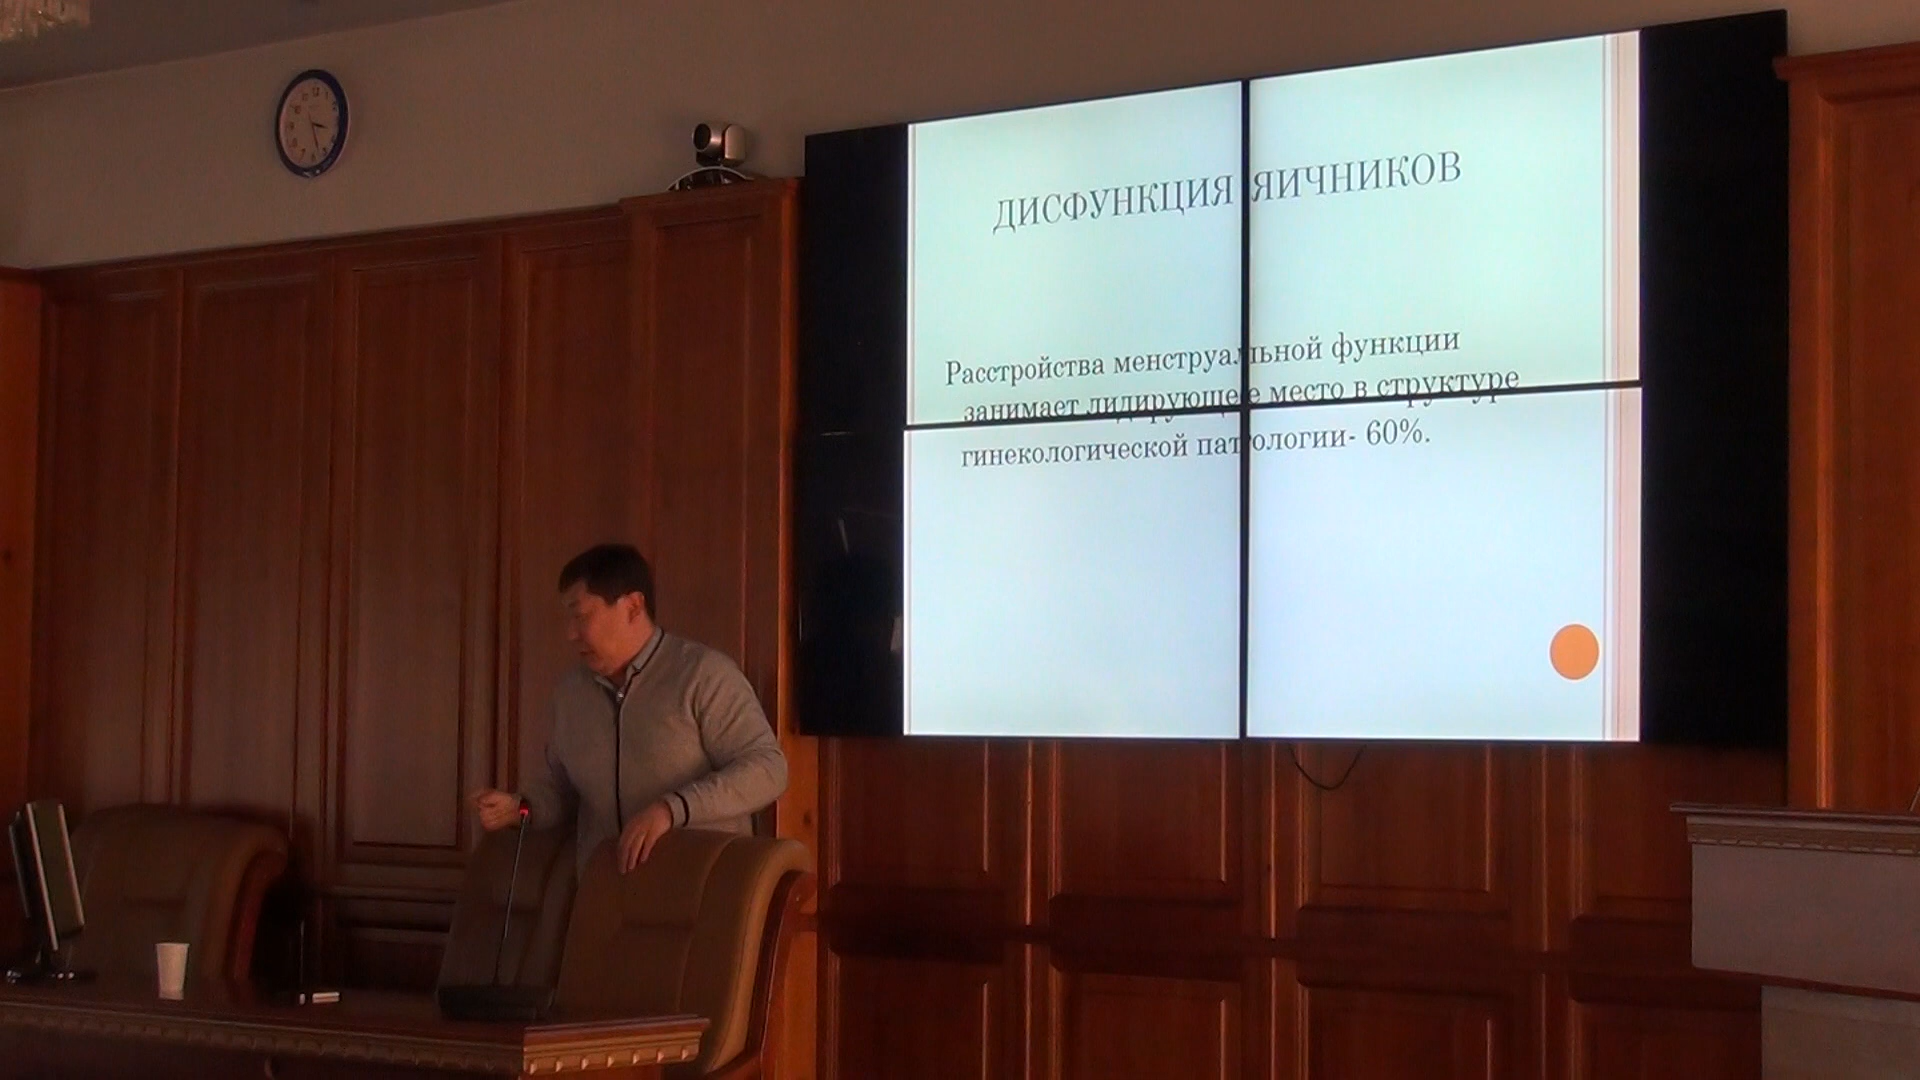 ДИСФУНКЦИЯ ЯИЧНИКОВ
Расстройства менструальной функции
занимает лидирующее место в структуре
гинекологической патологии- 60%.